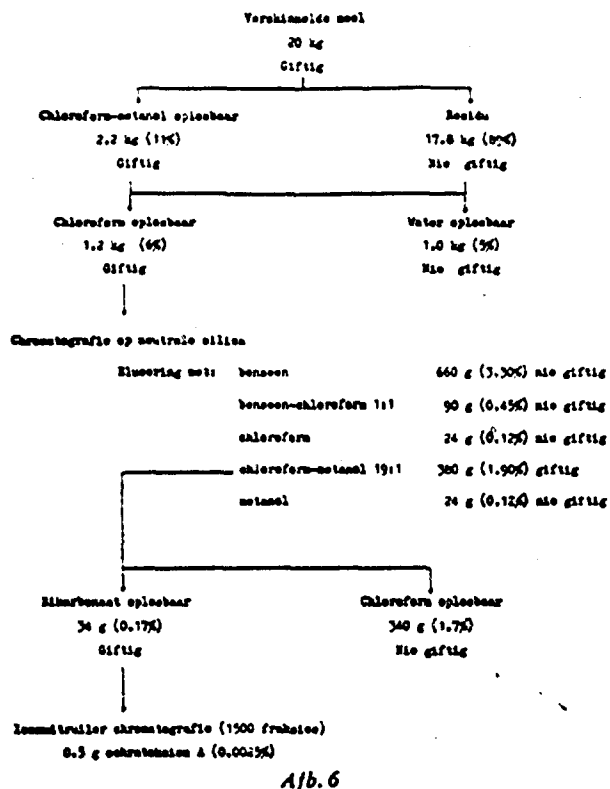 Verskimmelde meel
20 kg
Giftig
Chloroform-metanol oplosbaar
2.2 kg (11%)
Giftig
Residu
17.8 kg (89%)
Nie giftig
Chloroform oplosbaar
1.2 kg (6%)
Giftig
Water oplosbaar
1.0 kg (5%)
Nie giftig
Chromatografie op neutrale silika
Eluering met: benseen 660 g (3.30%) nie giftig
benseen-chloroform 1:1 90 g (0.45%) nie giftig
chloroform 24 g (0.12%) nie giftig
chloroform-metanol 19:1 380 g (1.90%) giftig
metanol 24 g (0.12%) nie giftig
Bikarbonaat oplosbaar
34 g (0.17%)
Giftig
Chloroform oplosbaar
340 g (1.7%)
Nie giftig
chromatografie (1500 fraksies)
0.5 g ochratoksien A (0.0025%)
Afb. 6